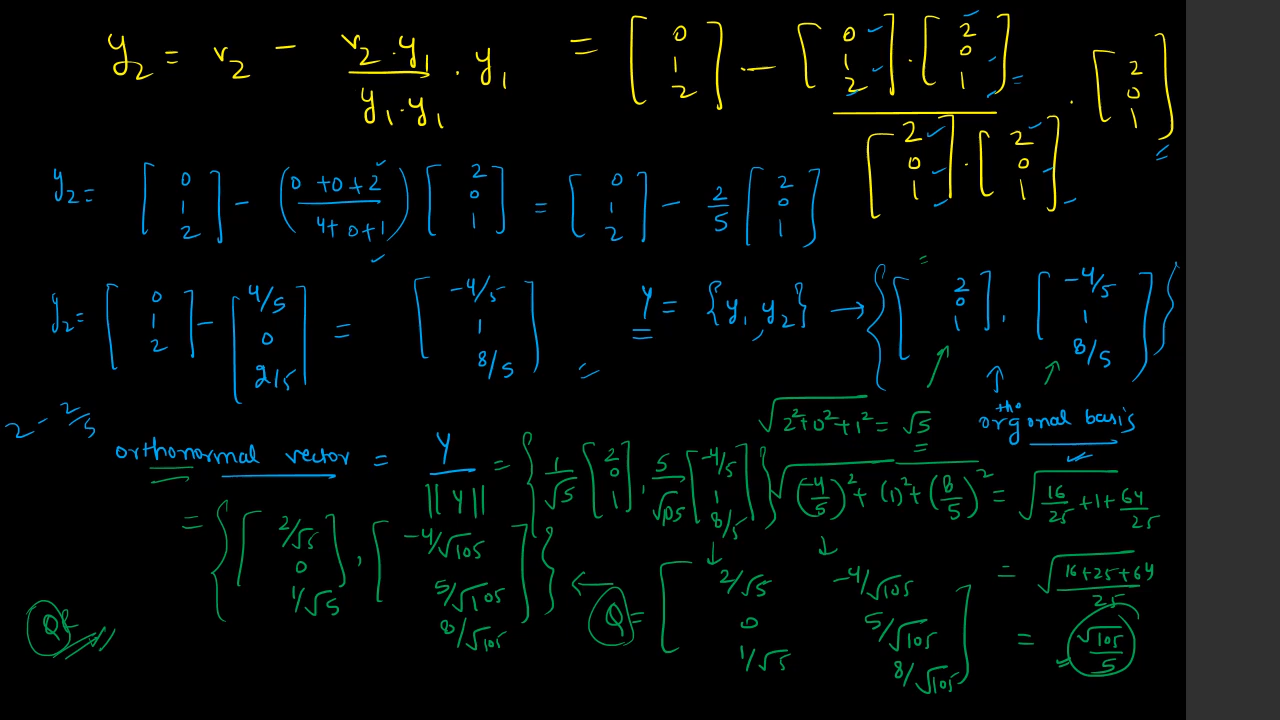 y₂ = v₂ - (v₂ · y₁)/(y₁ · y₁) · y₁ = [0 1 2] - ([0 1 2] · [2 0 1])/([2 0 1] · [2 0 1]) · [2 0 1] =
y₂ = [0 1 2] - ((0 + 0 + 2)/(4 + 0 + 1)) [2 0 1] = [0 1 2] - 2/5 [2 0 1]
y₂ = [0 1 2] - [4/5 0 2/5] = [-4/5 1 8/5] = Y = {y₁, y₂} → {[2 0 1], [-4/5 1 8/5]}
2 - 2/5
√(2² + 0² + 1²) = √5
orthogonal basis
orthonormal vector = Y/||Y|| = {1/√5 [2 0 1], 5/√105 [-4/5 1 8/5]}
√((-4/5)² + (1)² + (8/5)²) = √(16/25 + 1 + 64/25)
= {[2/√5 0 1/√5], [-4/√105 5/√105 8/√105]} ← Q = [2/√5 -4/√105
0 5/√105
1/√5 8/√105]
= √((16 + 25 + 64)/25)
= √105/5
QR